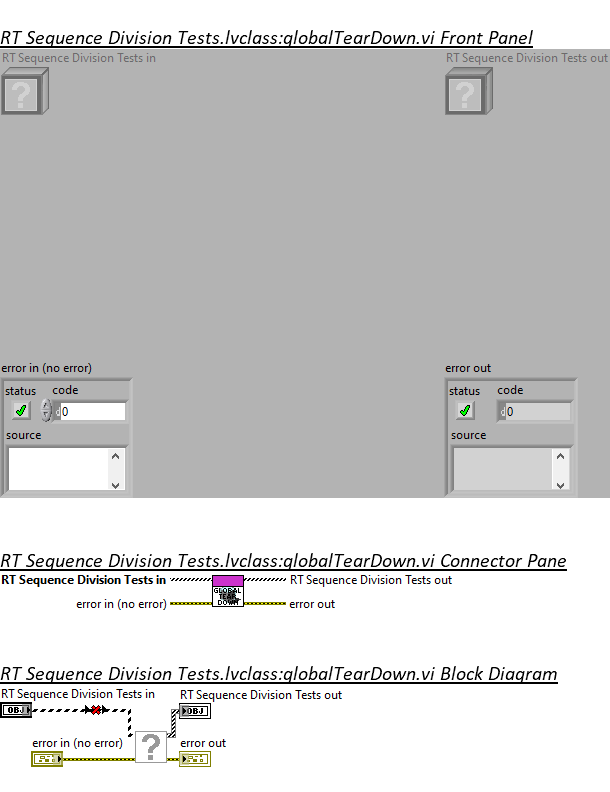 RT Sequence Division Tests.lvclass:globalTearDown.vi Front Panel
RT Sequence Division Tests in
RT Sequence Division Tests out
?
?
error in (no error)
error out
status code
status code
d 0
d 0
source
source
RT Sequence Division Tests.lvclass:globalTearDown.vi Connector Pane
RT Sequence Division Tests in
RT Sequence Division Tests out
GLOBAL
TEAR
DOWN
error in (no error)
error out
RT Sequence Division Tests.lvclass:globalTearDown.vi Block Diagram
RT Sequence Division Tests in
RT Sequence Division Tests out
OBJ
OBJ
?
error in (no error)
error out